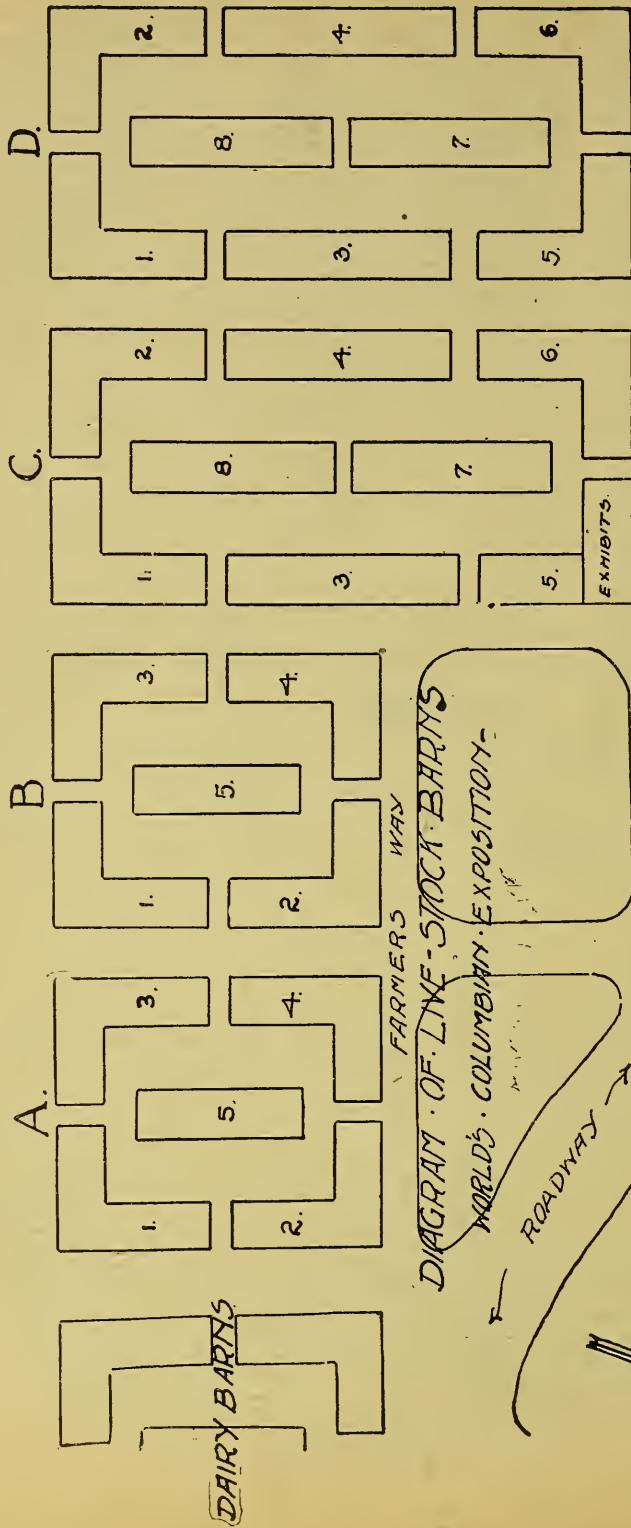 A.
B
C.
D.
1.
3.
5.
2.
4.
1.
3.
5.
2.
4.
1.
2.
8.
3.
4.
7.
5.
6.
EXHIBITS.
1.
2.
8.
3.
4.
7.
5.
6.
DAIRY BARNS
FARMERS WAY
DIAGRAM · OF · LIVE - STOCK · BARNS
WORLD'S · COLUMBIAN · EXPOSITION -
ROADWAY